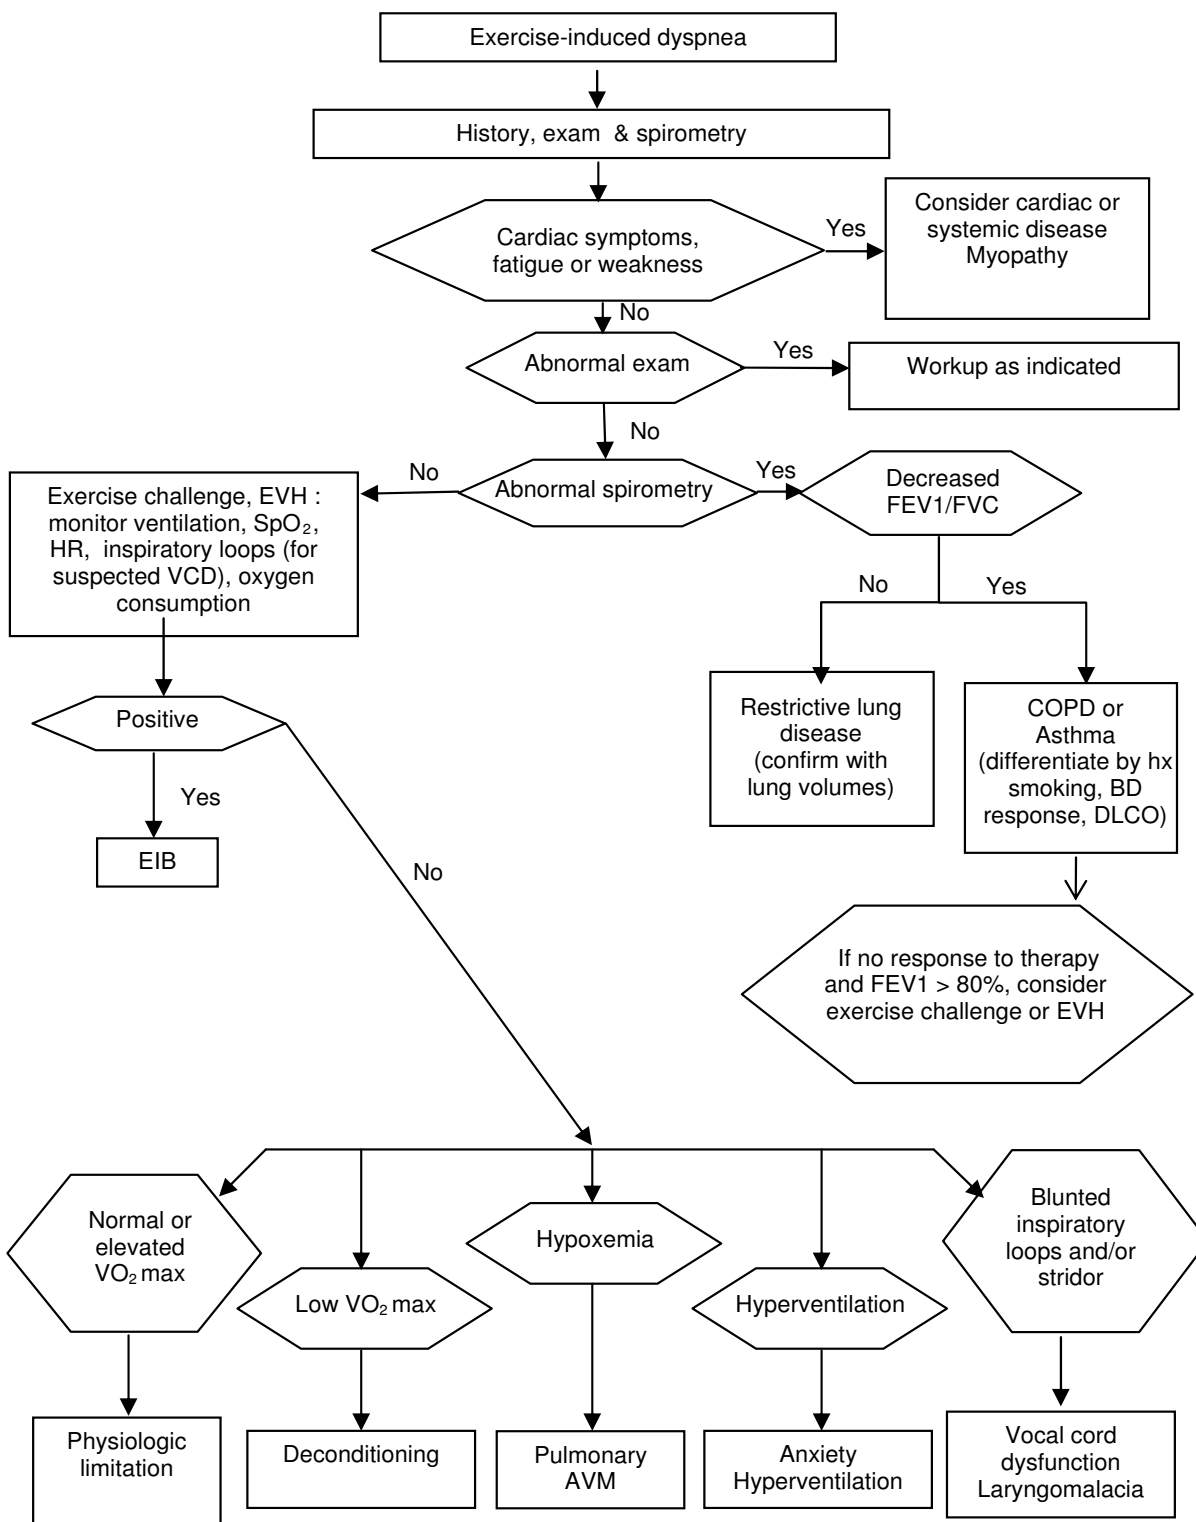 Exercise-induced dyspnea
History, exam & spirometry
Cardiac symptoms,
fatigue or weakness
Yes
Consider cardiac or
systemic disease
Myopathy
No
Abnormal exam
Yes
Workup as indicated
No
Abnormal spirometry
No
Yes
Decreased
FEV1/FVC
Exercise challenge, EVH :
monitor ventilation, SpO₂,
HR, inspiratory loops (for
suspected VCD), oxygen
consumption
No
Yes
Positive
Restrictive lung
disease
(confirm with
lung volumes)
COPD or
Asthma
(differentiate by hx
smoking, BD
response, DLCO)
Yes
EIB
No
If no response to therapy
and FEV1 > 80%, consider
exercise challenge or EVH
Normal or
elevated
VO₂ max
Low VO₂ max
Hypoxemia
Hyperventilation
Blunted
inspiratory
loops and/or
stridor
Physiologic
limitation
Deconditioning
Pulmonary
AVM
Anxiety
Hyperventilation
Vocal cord
dysfunction
Laryngomalacia